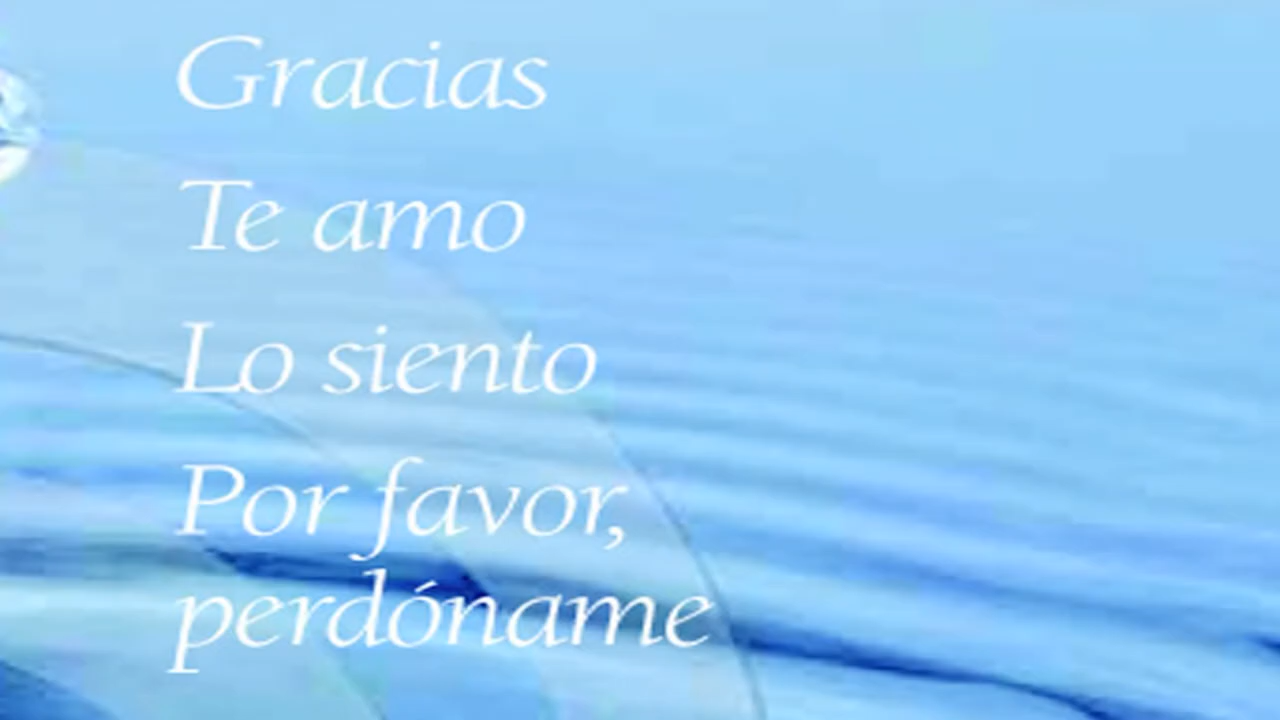 Gracias
Te amo
Lo siento
Por favor,
perdóname